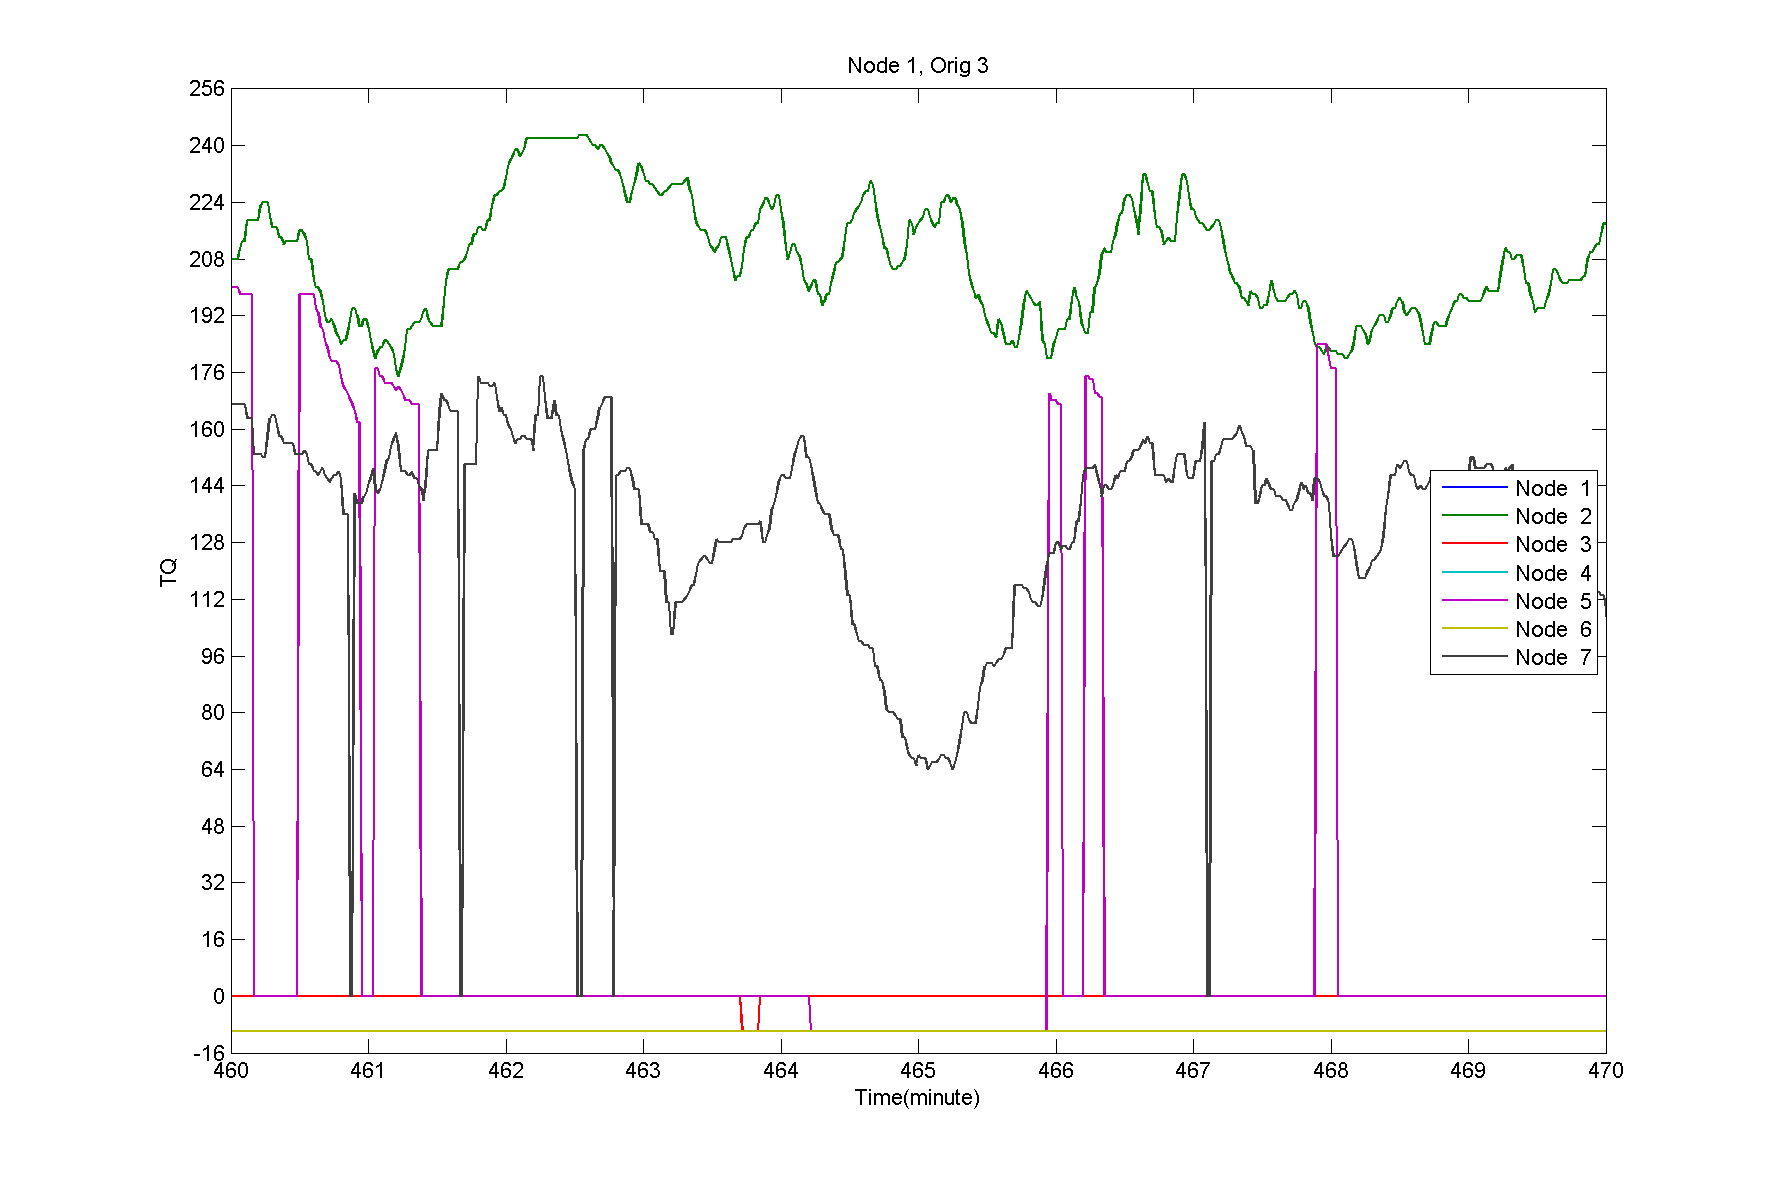 Node 1, Orig 3
256
240
224
208
192
176
160
144
128
112
96
80
64
48
32
16
0
-16
TQ
460 461 462 463 464 465 466 467 468 469 470
Time(minute)
Node 1
Node 2
Node 3
Node 4
Node 5
Node 6
Node 7